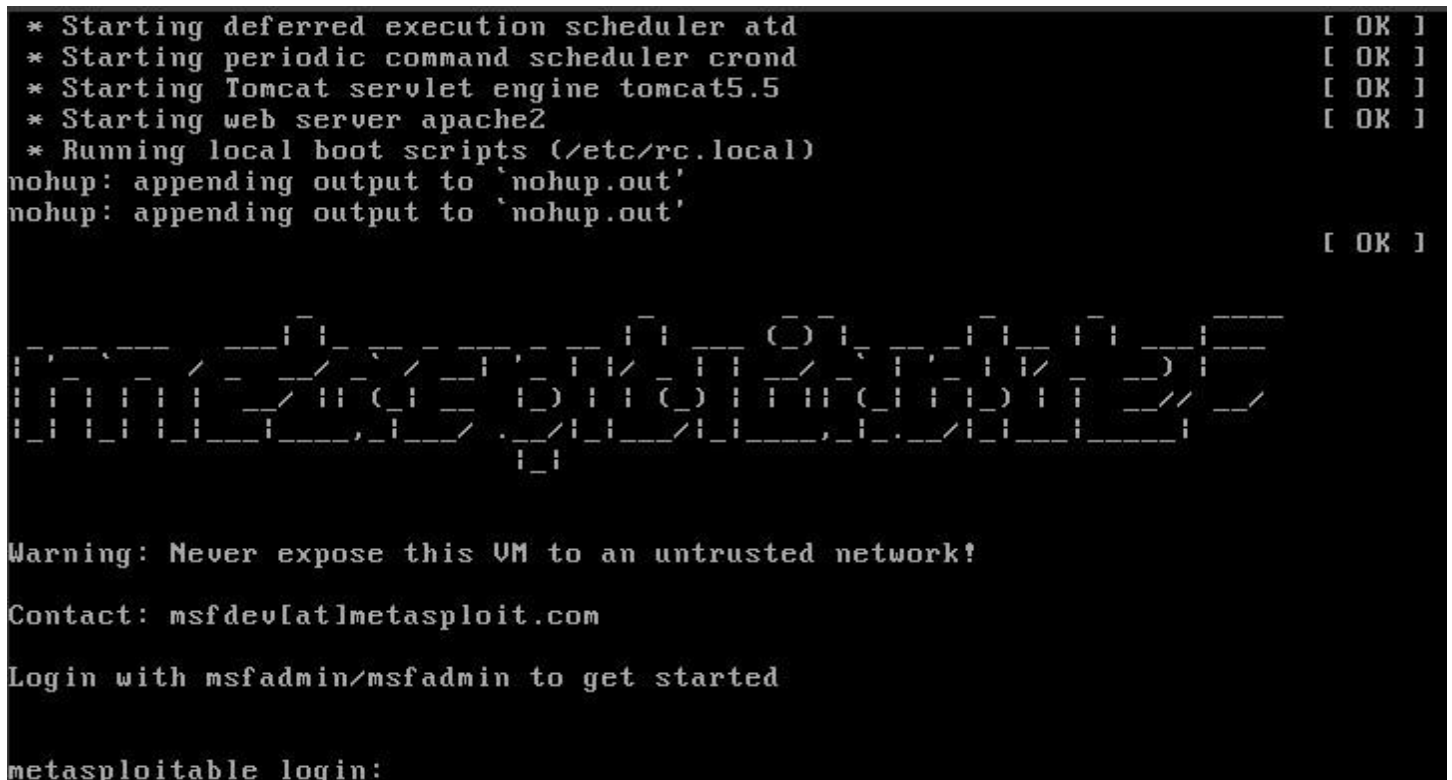 * Starting deferred execution scheduler atd [ OK ]
* Starting periodic command scheduler crond [ OK ]
* Starting Tomcat servlet engine tomcat5.5 [ OK ]
* Starting web server apache2 [ OK ]
* Running local boot scripts (/etc/rc.local)
nohup: appending output to `nohup.out'
nohup: appending output to `nohup.out'
[ OK ]
metasploitable2
Warning: Never expose this VM to an untrusted network!
Contact: msfdev[at]metasploit.com
Login with msfadmin/msfadmin to get started
metasploitable login: